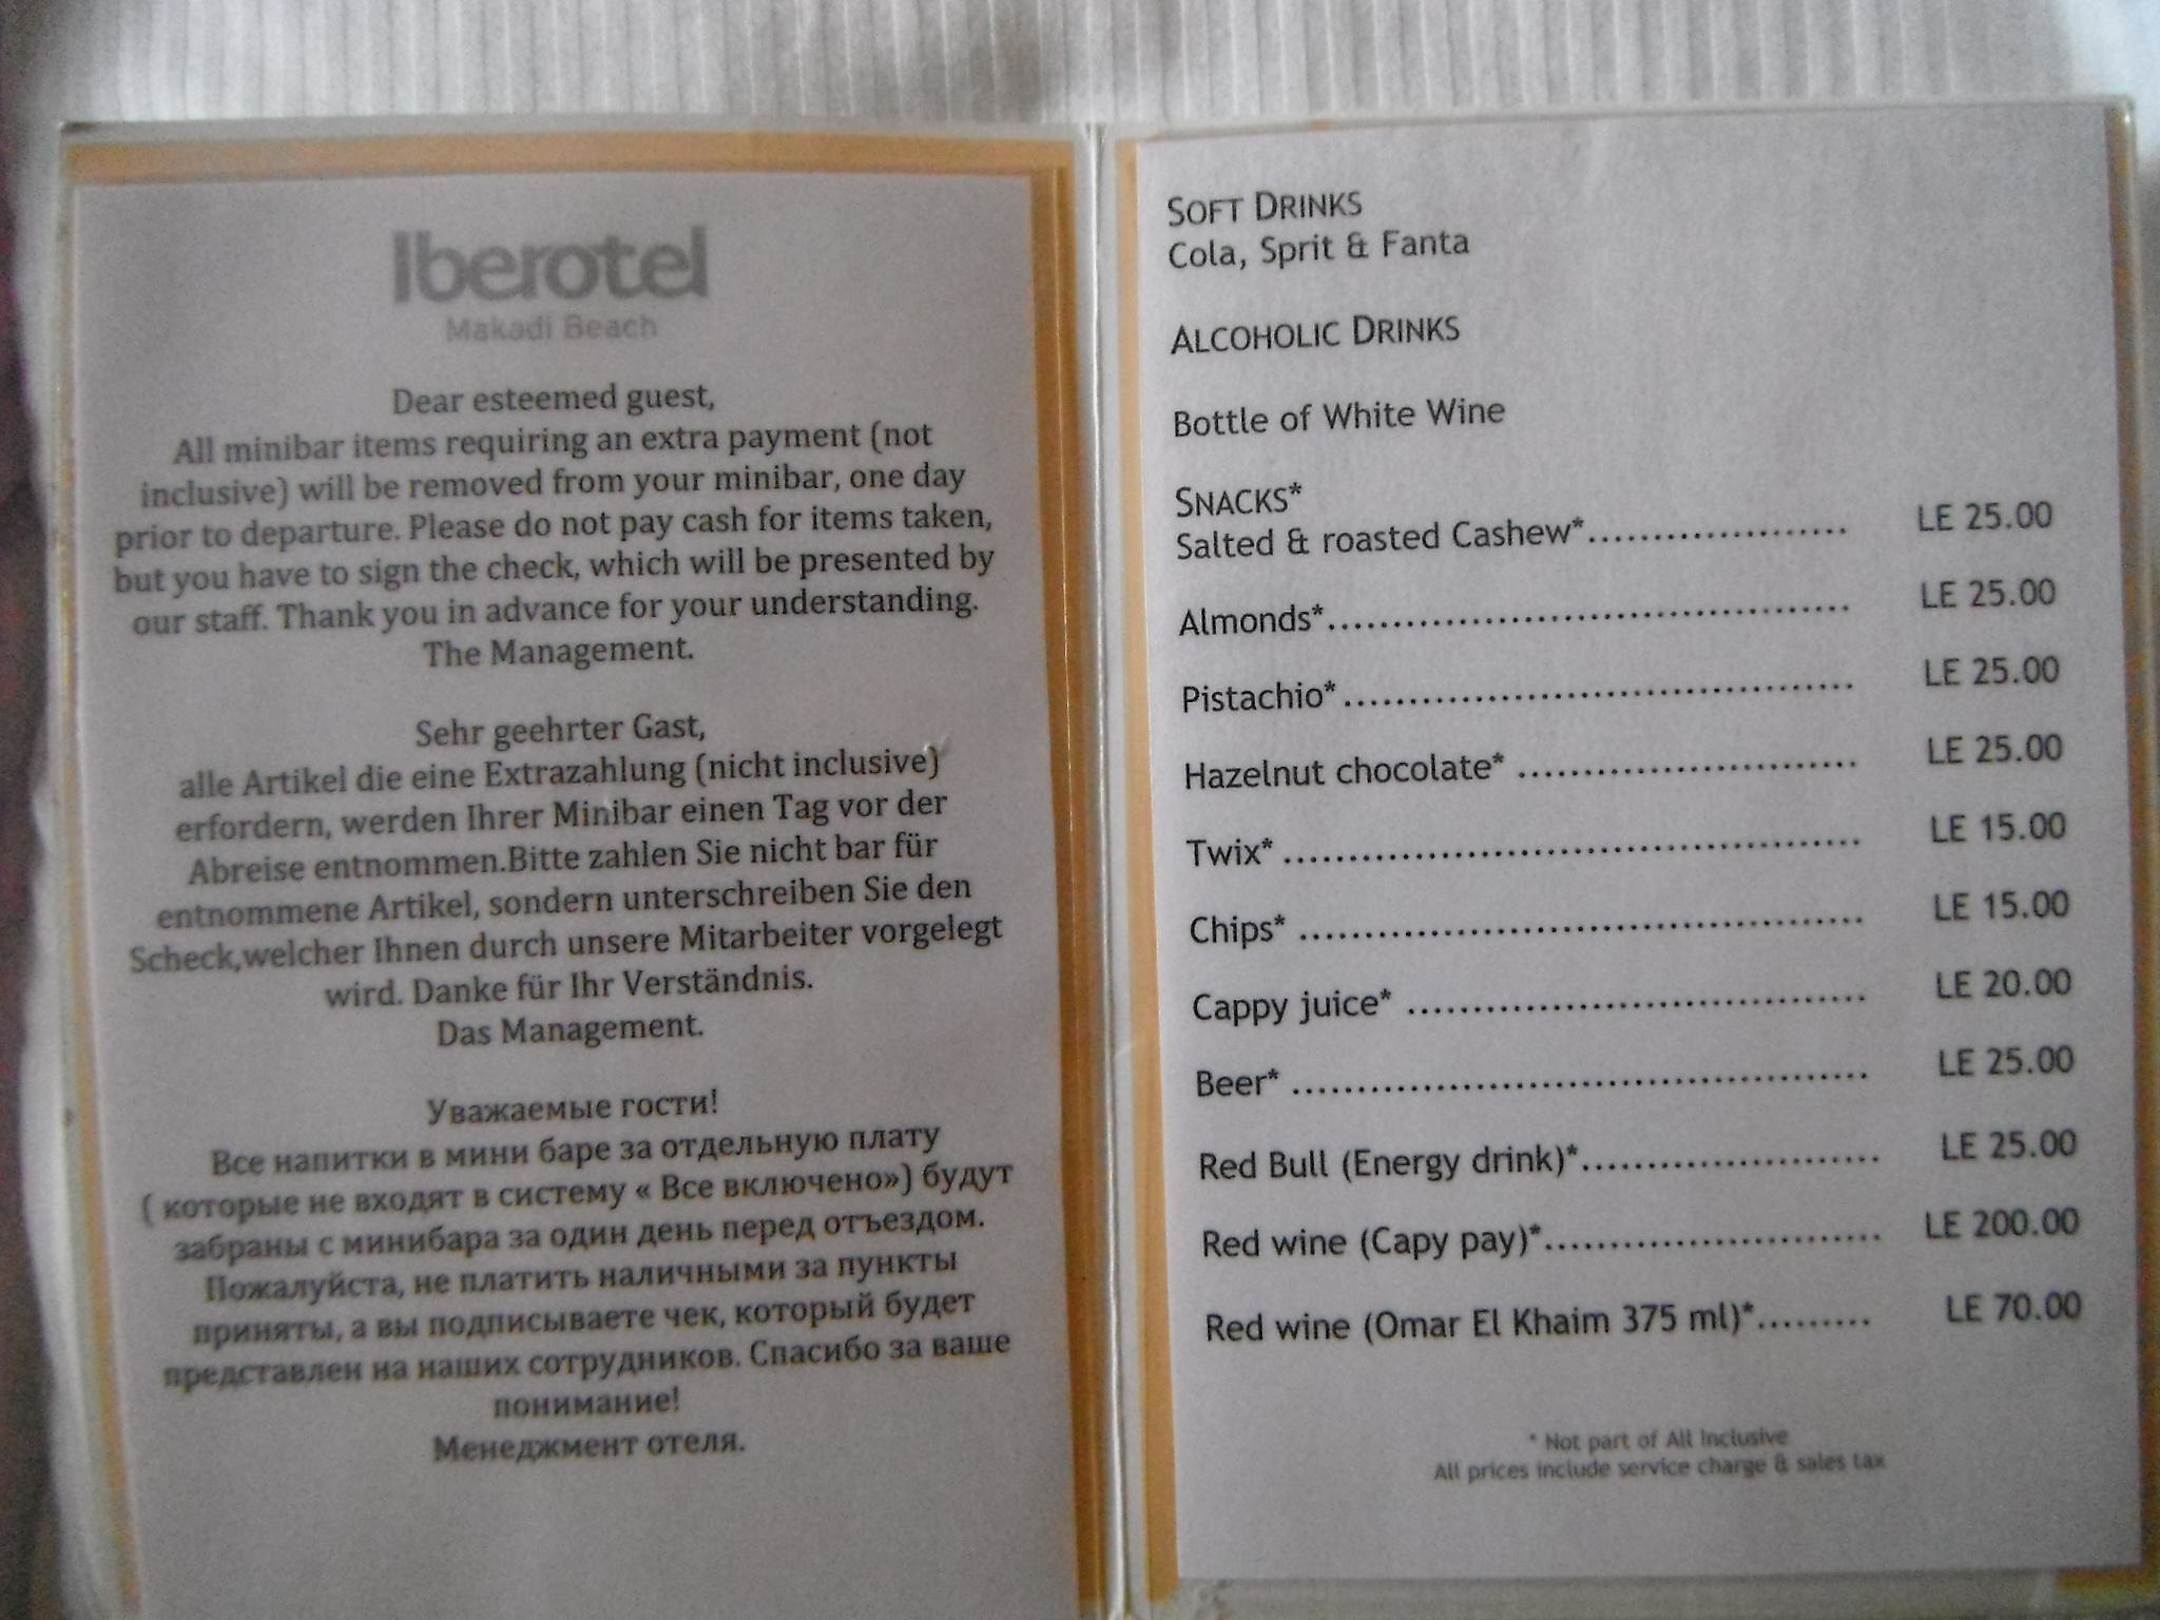 Iberotel
Makadi Beach
Dear esteemed guest,
All minibar items requiring an extra payment (not
inclusive) will be removed from your minibar, one day
prior to departure. Please do not pay cash for items taken,
but you have to sign the check, which will be presented by
our staff. Thank you in advance for your understanding.
The Management.
Sehr geehrter Gast,
alle Artikel die eine Extrazahlung (nicht inclusive)
erfordern, werden Ihrer Minibar einen Tag vor der
Abreise entnommen.Bitte zahlen Sie nicht bar für
entnommene Artikel, sondern unterschreiben Sie den
Scheck,welcher Ihnen durch unsere Mitarbeiter vorgelegt
wird. Danke für Ihr Verständnis.
Das Management.
Уважаемые гости!
Все напитки в мини баре за отдельную плату
( которые не входят в систему « Все включено») будут
забраны с минибара за один день перед отъездом.
Пожалуйста, не платить наличными за пункты
приняты, а вы подписываете чек, который будет
представлен на наших сотрудников. Спасибо за ваше
понимание!
Менеджмент отеля.
SOFT DRINKS
Cola, Sprit & Fanta
ALCOHOLIC DRINKS
Bottle of White Wine
SNACKS*
Salted & roasted Cashew*.................... LE 25.00
Almonds*........................................ LE 25.00
Pistachio*....................................... LE 25.00
Hazelnut chocolate* .......................... LE 25.00
Twix* ............................................ LE 15.00
Chips* ........................................... LE 15.00
Cappy juice* ................................... LE 20.00
Beer* ............................................ LE 25.00
Red Bull (Energy drink)*....................... LE 25.00
Red wine (Capy pay)*.......................... LE 200.00
Red wine (Omar El Khaim 375 ml)*......... LE 70.00
* Not part of All Inclusive
All prices include service charge & sales tax